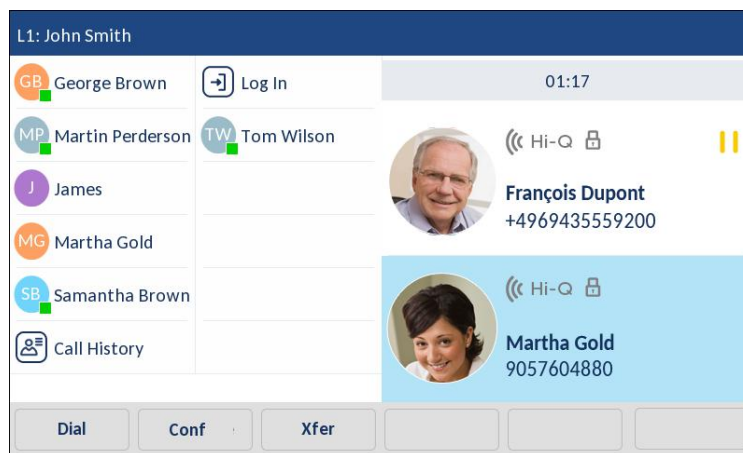 L1: John Smith
GB George Brown
Log In
MP Martin Perderson
TW Tom Wilson
J James
MG Martha Gold
SB Samantha Brown
Call History
01:17
Hi-Q
François Dupont
+4969435559200
Hi-Q
Martha Gold
9057604880
Dial
Conf
Xfer